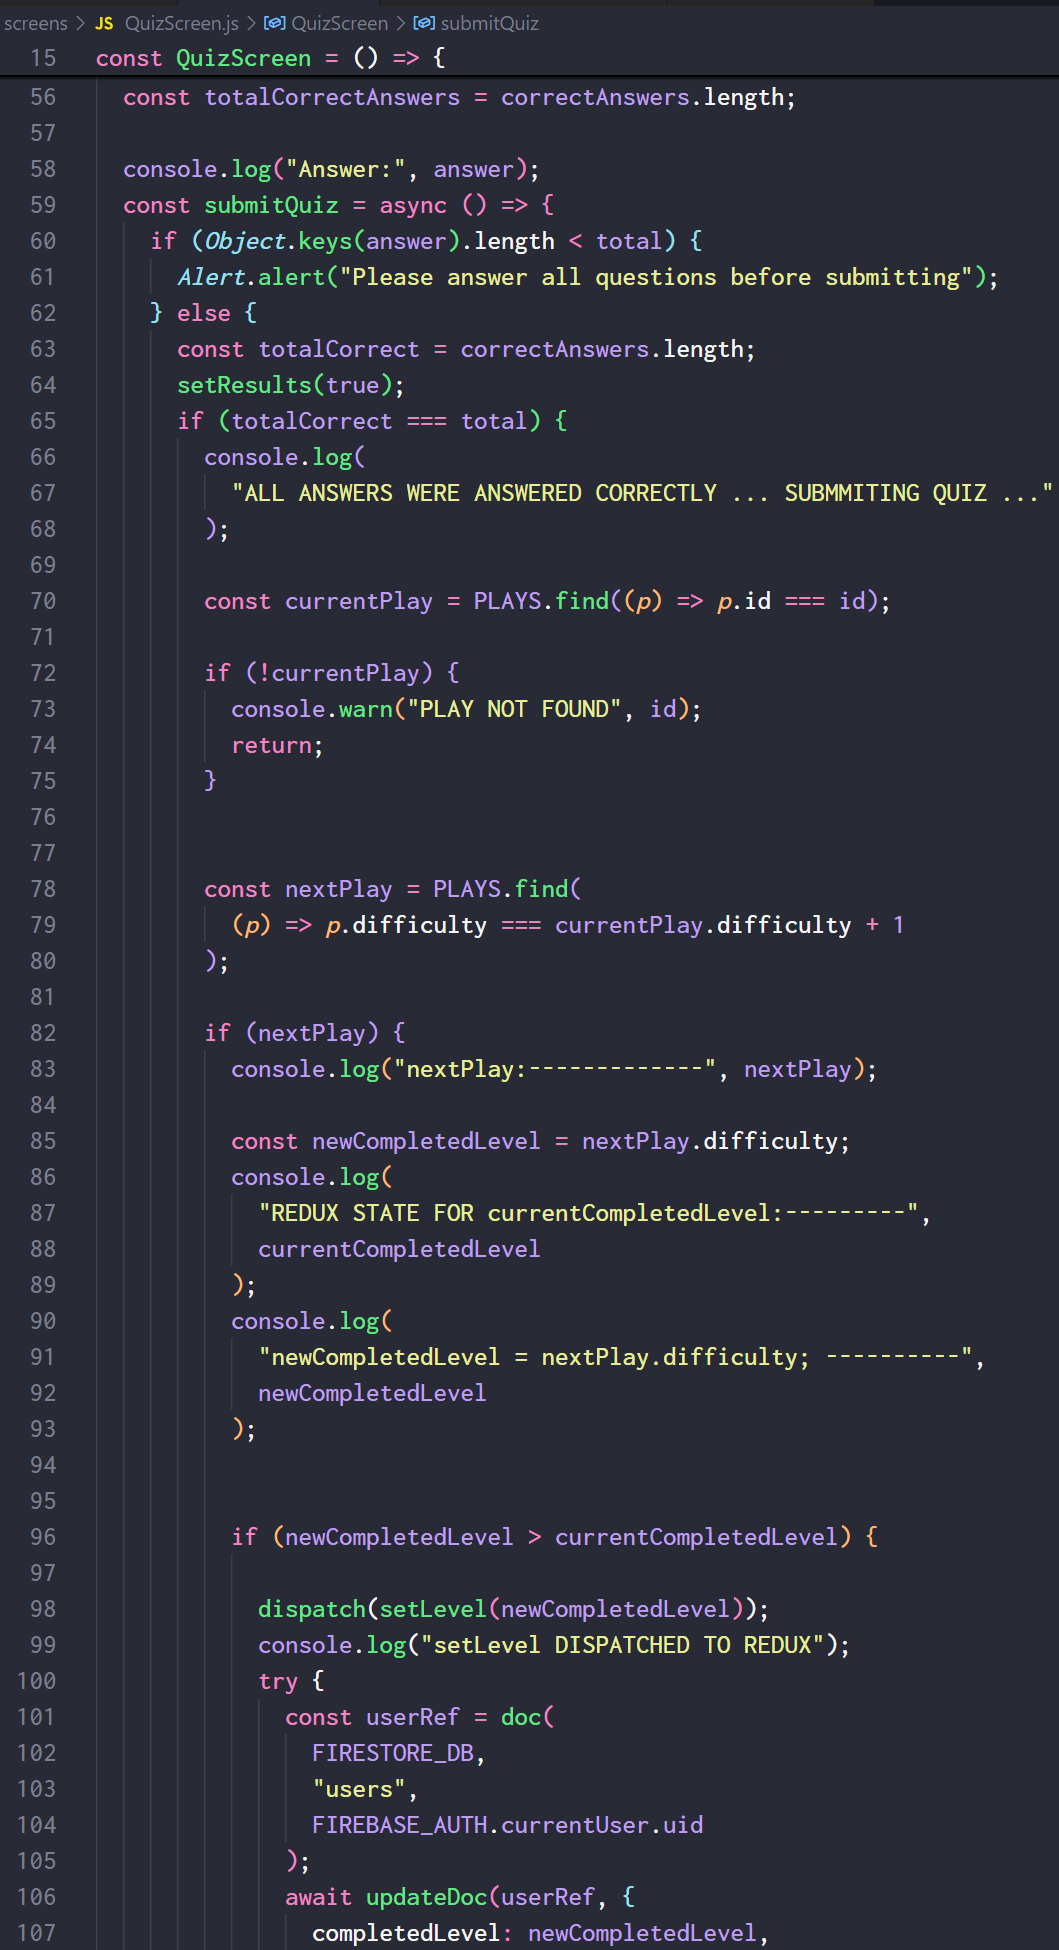 screens > JS QuizScreen.js > QuizScreen > submitQuiz
15 const QuizScreen = () => {
56 const totalCorrectAnswers = correctAnswers.length;
57
58 console.log("Answer:", answer);
59 const submitQuiz = async () => {
60 if (Object.keys(answer).length < total) {
61 Alert.alert("Please answer all questions before submitting");
62 } else {
63 const totalCorrect = correctAnswers.length;
64 setResults(true);
65 if (totalCorrect === total) {
66 console.log(
67 "ALL ANSWERS WERE ANSWERED CORRECTLY ... SUBMMITING QUIZ ..."
68 );
69
70 const currentPlay = PLAYS.find((p) => p.id === id);
71
72 if (!currentPlay) {
73 console.warn("PLAY NOT FOUND", id);
74 return;
75 }
76
77
78 const nextPlay = PLAYS.find(
79 (p) => p.difficulty === currentPlay.difficulty + 1
80 );
81
82 if (nextPlay) {
83 console.log("nextPlay:-------------", nextPlay);
84
85 const newCompletedLevel = nextPlay.difficulty;
86 console.log(
87 "REDUX STATE FOR currentCompletedLevel:---------",
88 currentCompletedLevel
89 );
90 console.log(
91 "newCompletedLevel = nextPlay.difficulty; ----------",
92 newCompletedLevel
93 );
94
95
96 if (newCompletedLevel > currentCompletedLevel) {
97
98 dispatch(setLevel(newCompletedLevel));
99 console.log("setLevel DISPATCHED TO REDUX");
100 try {
101 const userRef = doc(
102 FIRESTORE_DB,
103 "users",
104 FIREBASE_AUTH.currentUser.uid
105 );
106 await updateDoc(userRef, {
107 completedLevel: newCompletedLevel,